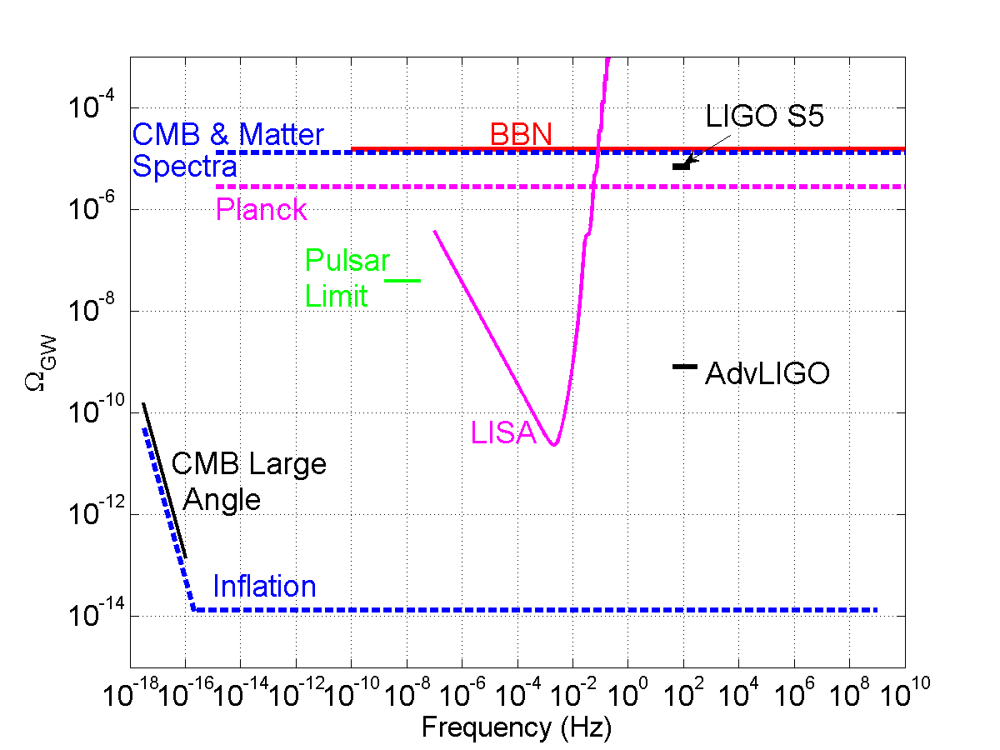 10^-4
10^-6
10^-8
10^-10
10^-12
10^-14
Ω_GW
LIGO S5
CMB & Matter
Spectra
BBN
Planck
Pulsar
Limit
AdvLIGO
LISA
CMB Large
Angle
Inflation
10^-18 10^-16 10^-14 10^-12 10^-10 10^-8 10^-6 10^-4 10^-2 10^0 10^2 10^4 10^6 10^8 10^10
Frequency (Hz)